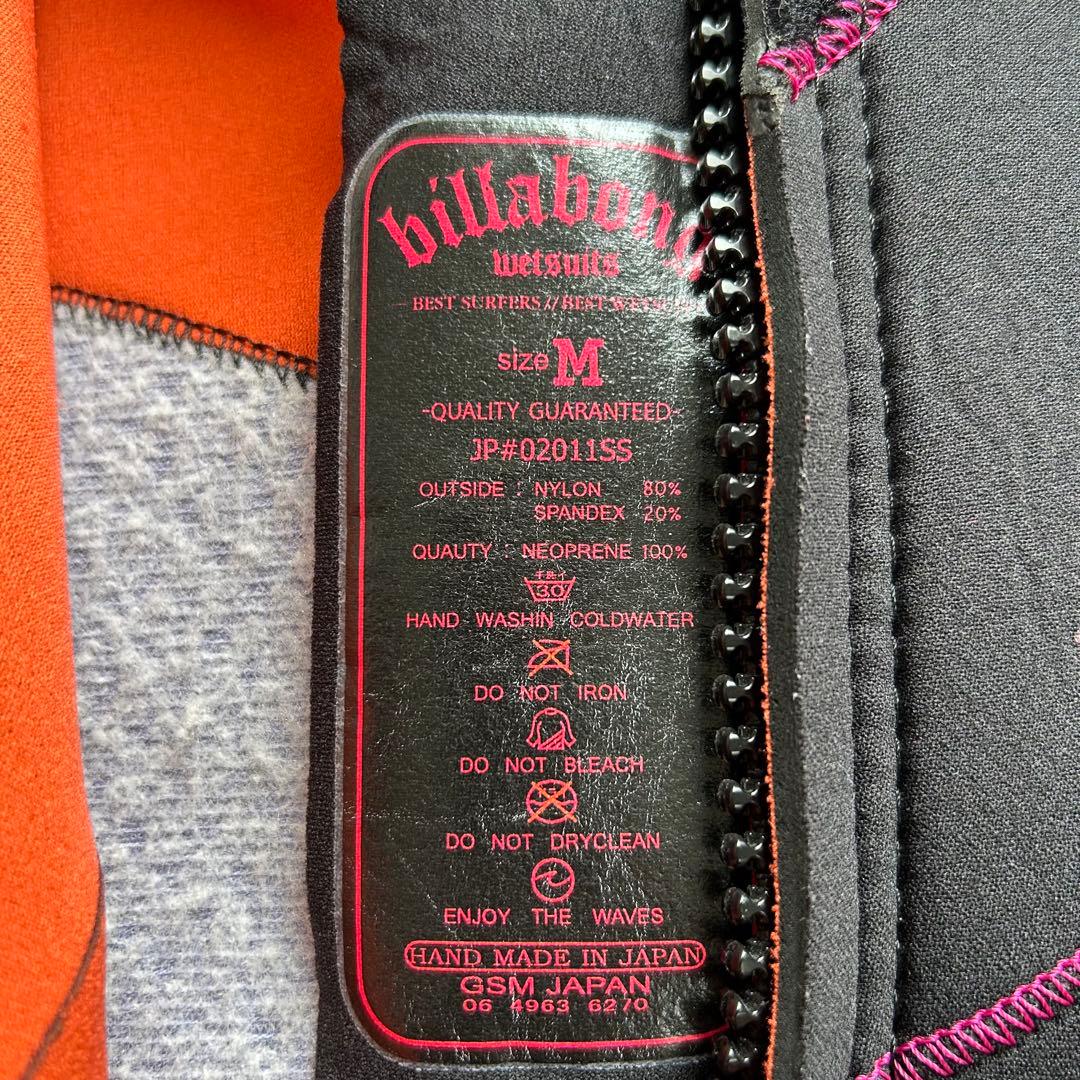 billabong
wetsuits
BEST SURFERS // BEST
size M
-QUALITY GUARANTEED-
JP#02011SS
OUTSIDE : NYLON 80%
SPANDEX 20%
QUAUTY : NEOPRENE 100%
30
HAND WASHIN COLDWATER
DO NOT IRON
DO NOT BLEACH
DO NOT DRYCLEAN
ENJOY THE WAVES
HAND MADE IN JAPAN
GSM JAPAN
06 4963 6270